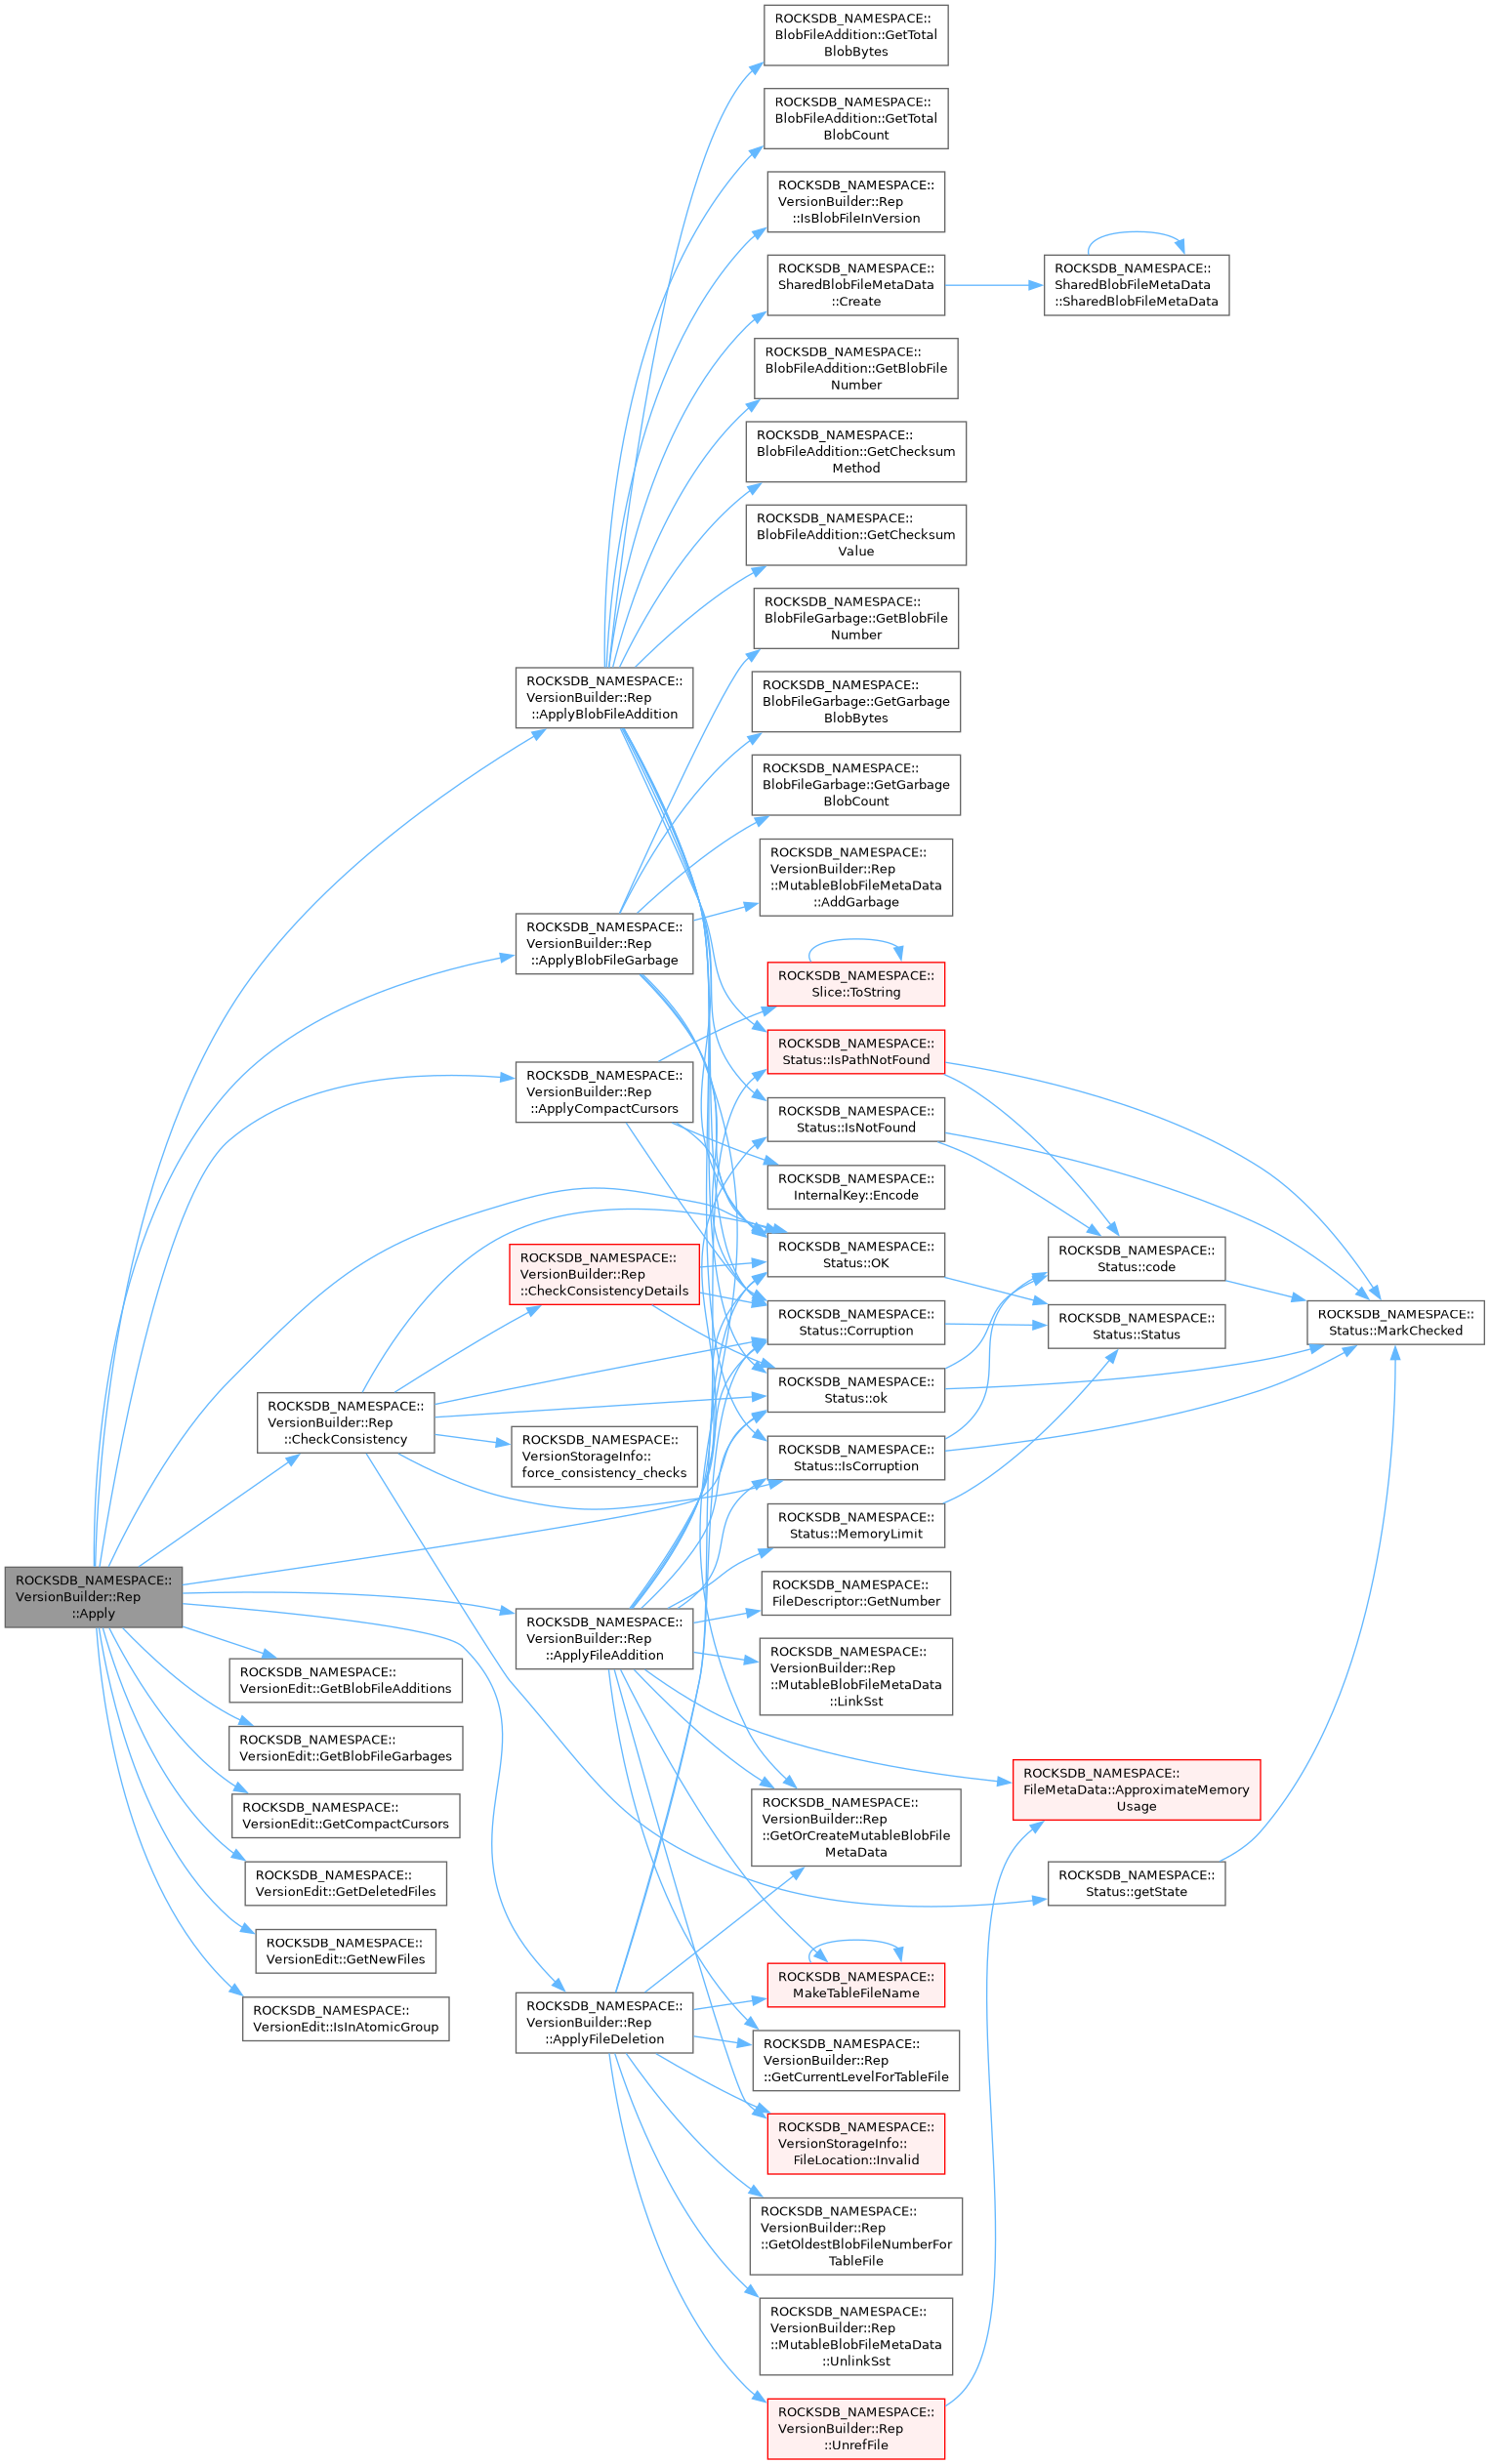 ROCKSDB_NAMESPACE::
BlobFileAddition::GetTotal
BlobBytes
ROCKSDB_NAMESPACE::
BlobFileAddition::GetTotal
BlobCount
ROCKSDB_NAMESPACE::
VersionBuilder::Rep
::IsBlobFileInVersion
ROCKSDB_NAMESPACE::
SharedBlobFileMetaData
::Create
ROCKSDB_NAMESPACE::
SharedBlobFileMetaData
::SharedBlobFileMetaData
ROCKSDB_NAMESPACE::
BlobFileAddition::GetBlobFile
Number
ROCKSDB_NAMESPACE::
BlobFileAddition::GetChecksum
Method
ROCKSDB_NAMESPACE::
BlobFileAddition::GetChecksum
Value
ROCKSDB_NAMESPACE::
BlobFileGarbage::GetBlobFile
Number
ROCKSDB_NAMESPACE::
VersionBuilder::Rep
::ApplyBlobFileAddition
ROCKSDB_NAMESPACE::
BlobFileGarbage::GetGarbage
BlobBytes
ROCKSDB_NAMESPACE::
BlobFileGarbage::GetGarbage
BlobCount
ROCKSDB_NAMESPACE::
VersionBuilder::Rep
::MutableBlobFileMetaData
::AddGarbage
ROCKSDB_NAMESPACE::
VersionBuilder::Rep
::ApplyBlobFileGarbage
ROCKSDB_NAMESPACE::
Slice::ToString
ROCKSDB_NAMESPACE::
Status::IsPathNotFound
ROCKSDB_NAMESPACE::
VersionBuilder::Rep
::ApplyCompactCursors
ROCKSDB_NAMESPACE::
Status::IsNotFound
ROCKSDB_NAMESPACE::
InternalKey::Encode
ROCKSDB_NAMESPACE::
VersionBuilder::Rep
::CheckConsistencyDetails
ROCKSDB_NAMESPACE::
Status::OK
ROCKSDB_NAMESPACE::
Status::code
ROCKSDB_NAMESPACE::
Status::Corruption
ROCKSDB_NAMESPACE::
Status::Status
ROCKSDB_NAMESPACE::
Status::MarkChecked
ROCKSDB_NAMESPACE::
Status::ok
ROCKSDB_NAMESPACE::
VersionBuilder::Rep
::CheckConsistency
ROCKSDB_NAMESPACE::
VersionStorageInfo::
force_consistency_checks
ROCKSDB_NAMESPACE::
Status::IsCorruption
ROCKSDB_NAMESPACE::
Status::MemoryLimit
ROCKSDB_NAMESPACE::
VersionBuilder::Rep
::Apply
ROCKSDB_NAMESPACE::
FileDescriptor::GetNumber
ROCKSDB_NAMESPACE::
VersionBuilder::Rep
::ApplyFileAddition
ROCKSDB_NAMESPACE::
VersionBuilder::Rep
::MutableBlobFileMetaData
::LinkSst
ROCKSDB_NAMESPACE::
VersionEdit::GetBlobFileAdditions
ROCKSDB_NAMESPACE::
VersionEdit::GetBlobFileGarbages
ROCKSDB_NAMESPACE::
FileMetaData::ApproximateMemory
Usage
ROCKSDB_NAMESPACE::
VersionEdit::GetCompactCursors
ROCKSDB_NAMESPACE::
VersionBuilder::Rep
::GetOrCreateMutableBlobFile
MetaData
ROCKSDB_NAMESPACE::
VersionEdit::GetDeletedFiles
ROCKSDB_NAMESPACE::
Status::getState
ROCKSDB_NAMESPACE::
VersionEdit::GetNewFiles
ROCKSDB_NAMESPACE::
MakeTableFileName
ROCKSDB_NAMESPACE::
VersionEdit::IsInAtomicGroup
ROCKSDB_NAMESPACE::
VersionBuilder::Rep
::ApplyFileDeletion
ROCKSDB_NAMESPACE::
VersionBuilder::Rep
::GetCurrentLevelForTableFile
ROCKSDB_NAMESPACE::
VersionStorageInfo::
FileLocation::Invalid
ROCKSDB_NAMESPACE::
VersionBuilder::Rep
::GetOldestBlobFileNumberFor
TableFile
ROCKSDB_NAMESPACE::
VersionBuilder::Rep
::MutableBlobFileMetaData
::UnlinkSst
ROCKSDB_NAMESPACE::
VersionBuilder::Rep
::UnrefFile